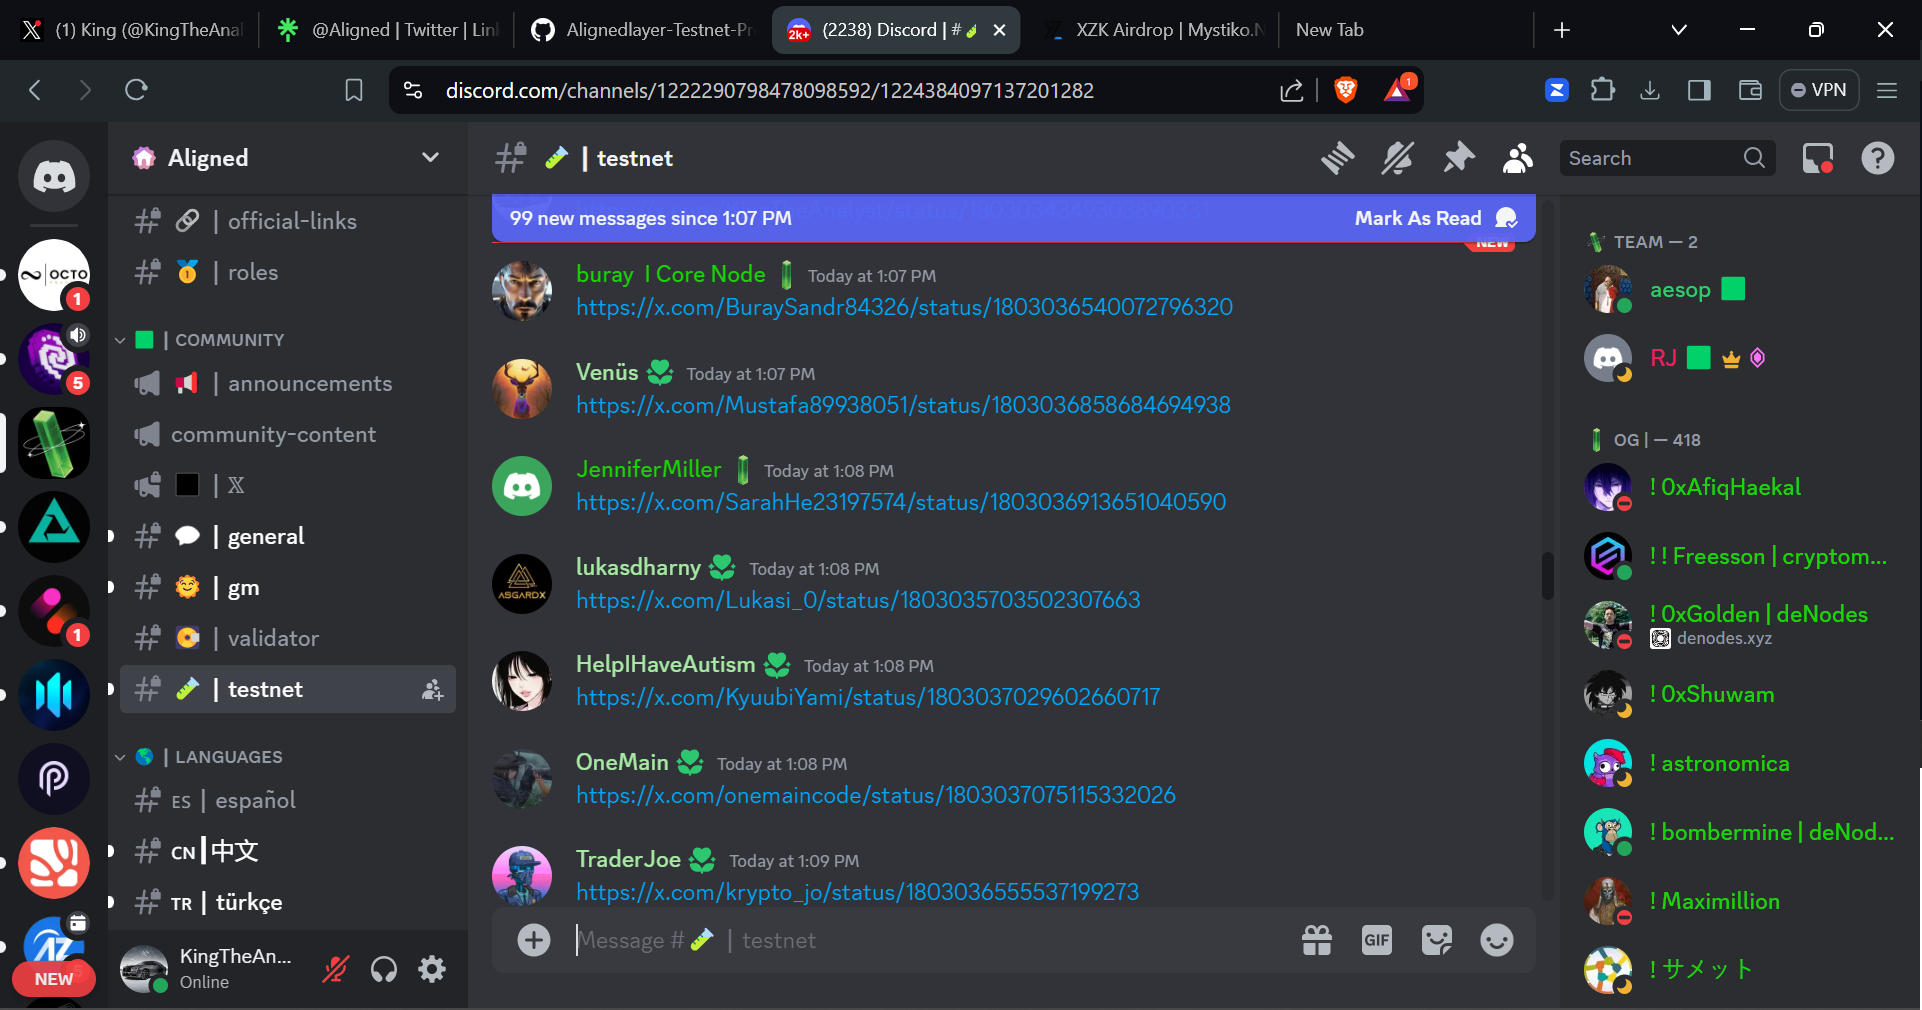 (1) King (@KingTheAnal
@Aligned | Twitter | Lin
Alignedlayer-Testnet-Pr
2k+
(2238) Discord | #
XZK Airdrop | Mystiko.N
New Tab
discord.com/channels/1222290798478098592/1224384097137201282
1
VPN
Aligned
| testnet
Search
99 new messages since 1:07 PM
Mark As Read
NEW
| official-links
| roles
| COMMUNITY
| announcements
community-content
| 𝕏
| general
| gm
| validator
| testnet
| LANGUAGES
ES | español
CN | 中文
TR | türkçe
OCTO
1
5
1
NEW
KingTheAn...
Online
buray I Core Node Today at 1:07 PM
https://x.com/BuraySandr84326/status/1803036540072796320
Venüs Today at 1:07 PM
https://x.com/Mustafa89938051/status/1803036858684694938
JenniferMiller Today at 1:08 PM
https://x.com/SarahHe23197574/status/1803036913651040590
ASGARDX
lukasdharny Today at 1:08 PM
https://x.com/Lukasi_0/status/1803035703502307663
HelpIHaveAutism Today at 1:08 PM
https://x.com/KyuubiYami/status/1803037029602660717
OneMain Today at 1:08 PM
https://x.com/onemaincode/status/1803037075115332026
TraderJoe Today at 1:09 PM
https://x.com/krypto_jo/status/1803036555537199273
Message # | testnet
GIF
TEAM — 2
aesop
RJ
OG | — 418
! 0xAfiqHaekal
! ! Freesson | cryptom...
! 0xGolden | deNodes
denodes.xyz
! 0xShuwam
! astronomica
! bombermine | deNod...
! Maximillion
! サメット